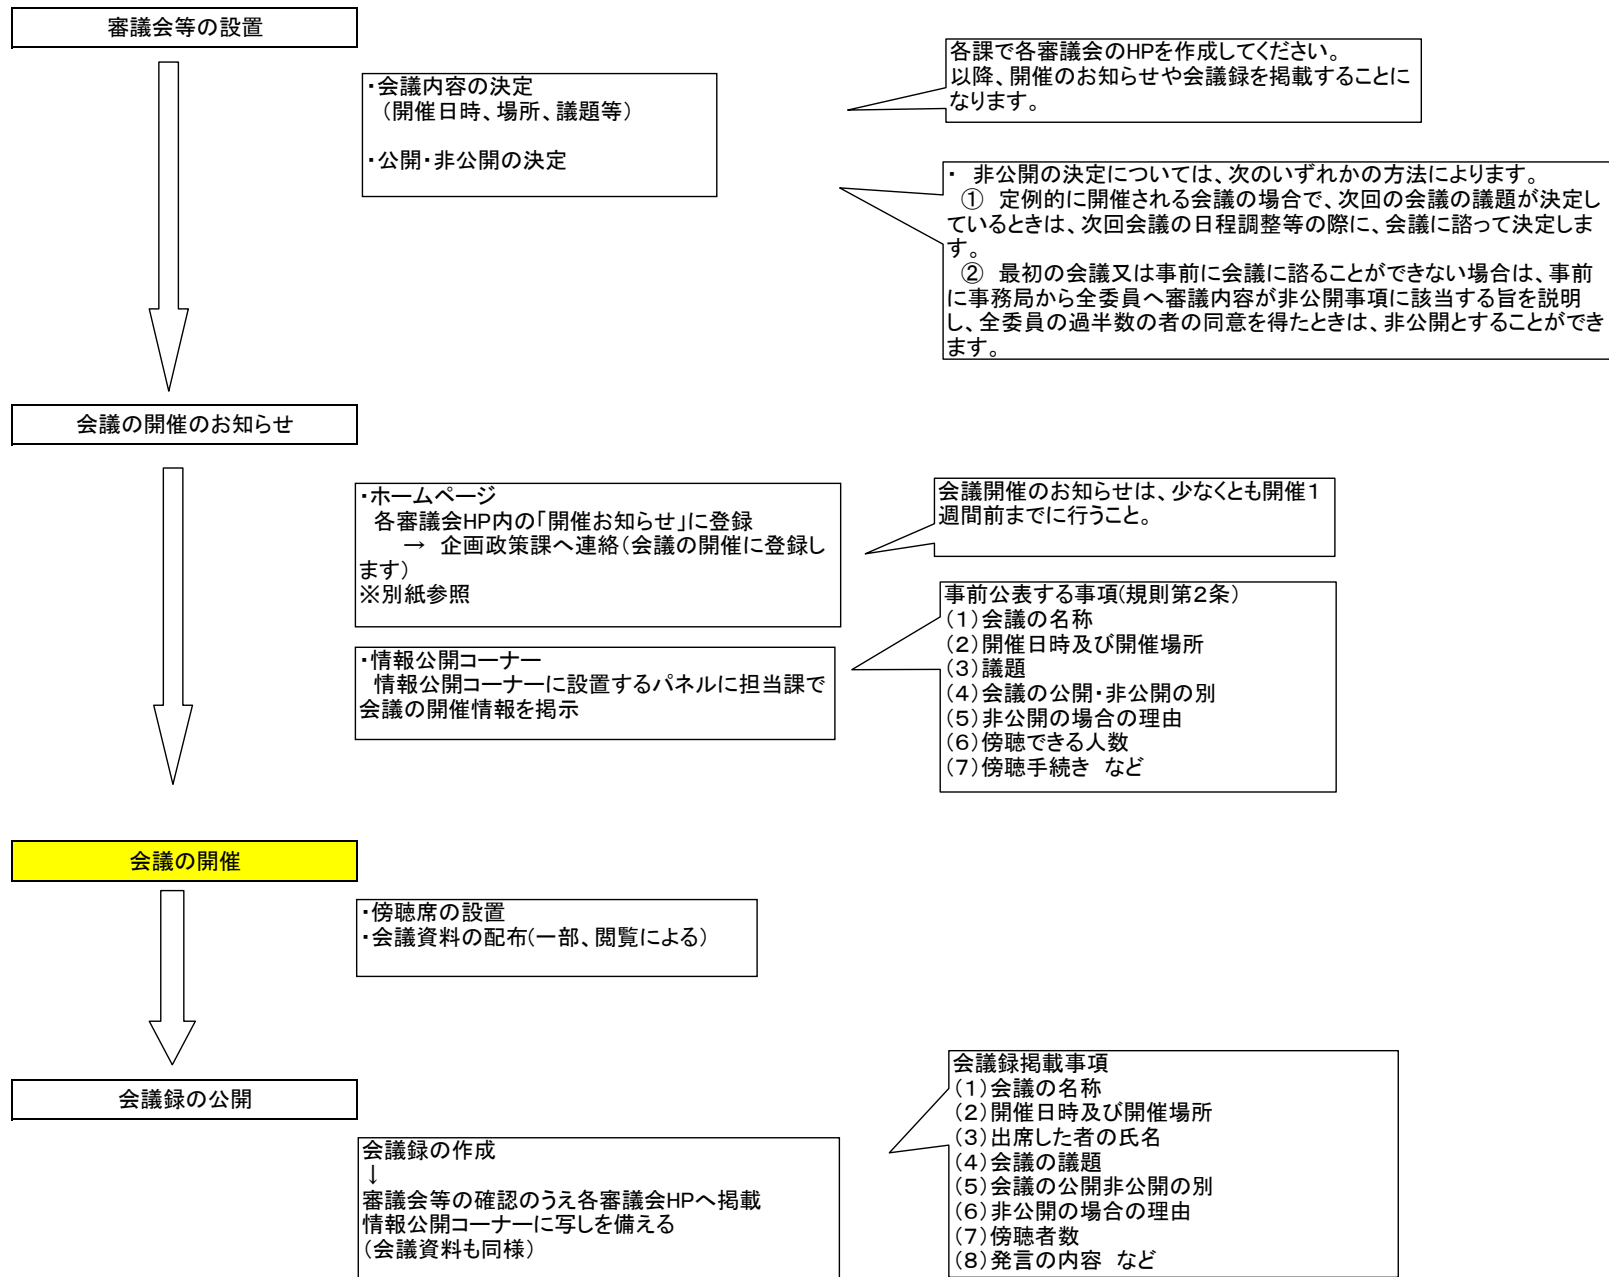 審議会等の設置
・会議内容の決定
（開催日時、場所、議題等）
・公開・非公開の決定
各課で各審議会のHPを作成してください。
以降、開催のお知らせや会議録を掲載することに
なります。
・　非公開の決定については、次のいずれかの方法によります。
①　定例的に開催される会議の場合で、次回の会議の議題が決定し
ているときは、次回会議の日程調整等の際に、会議に諮って決定しま
す。
②　最初の会議又は事前に会議に諮ることができない場合は、事前
に事務局から全委員へ審議内容が非公開事項に該当する旨を説明
し、全委員の過半数の者の同意を得たときは、非公開とすることができ
ます。
会議の開催のお知らせ
・ホームページ
各審議会HP内の「開催お知らせ」に登録
→　企画政策課へ連絡（会議の開催に登録し
ます）
※別紙参照
会議開催のお知らせは、少なくとも開催１
週間前までに行うこと。
・情報公開コーナー
情報公開コーナーに設置するパネルに担当課で
会議の開催情報を掲示
事前公表する事項(規則第２条）
（１）会議の名称
（２）開催日時及び開催場所
（３）議題
（４）会議の公開・非公開の別
（５）非公開の場合の理由
（６）傍聴できる人数
（７）傍聴手続き　など
会議の開催
・傍聴席の設置
・会議資料の配布(一部、閲覧による）
会議録の公開
会議録の作成
↓
審議会等の確認のうえ各審議会HPへ掲載
情報公開コーナーに写しを備える
（会議資料も同様）
会議録掲載事項
（１）会議の名称
（２）開催日時及び開催場所
（３）出席した者の氏名
（４）会議の議題
（５）会議の公開非公開の別
（６）非公開の場合の理由
（７）傍聴者数
（８）発言の内容　など